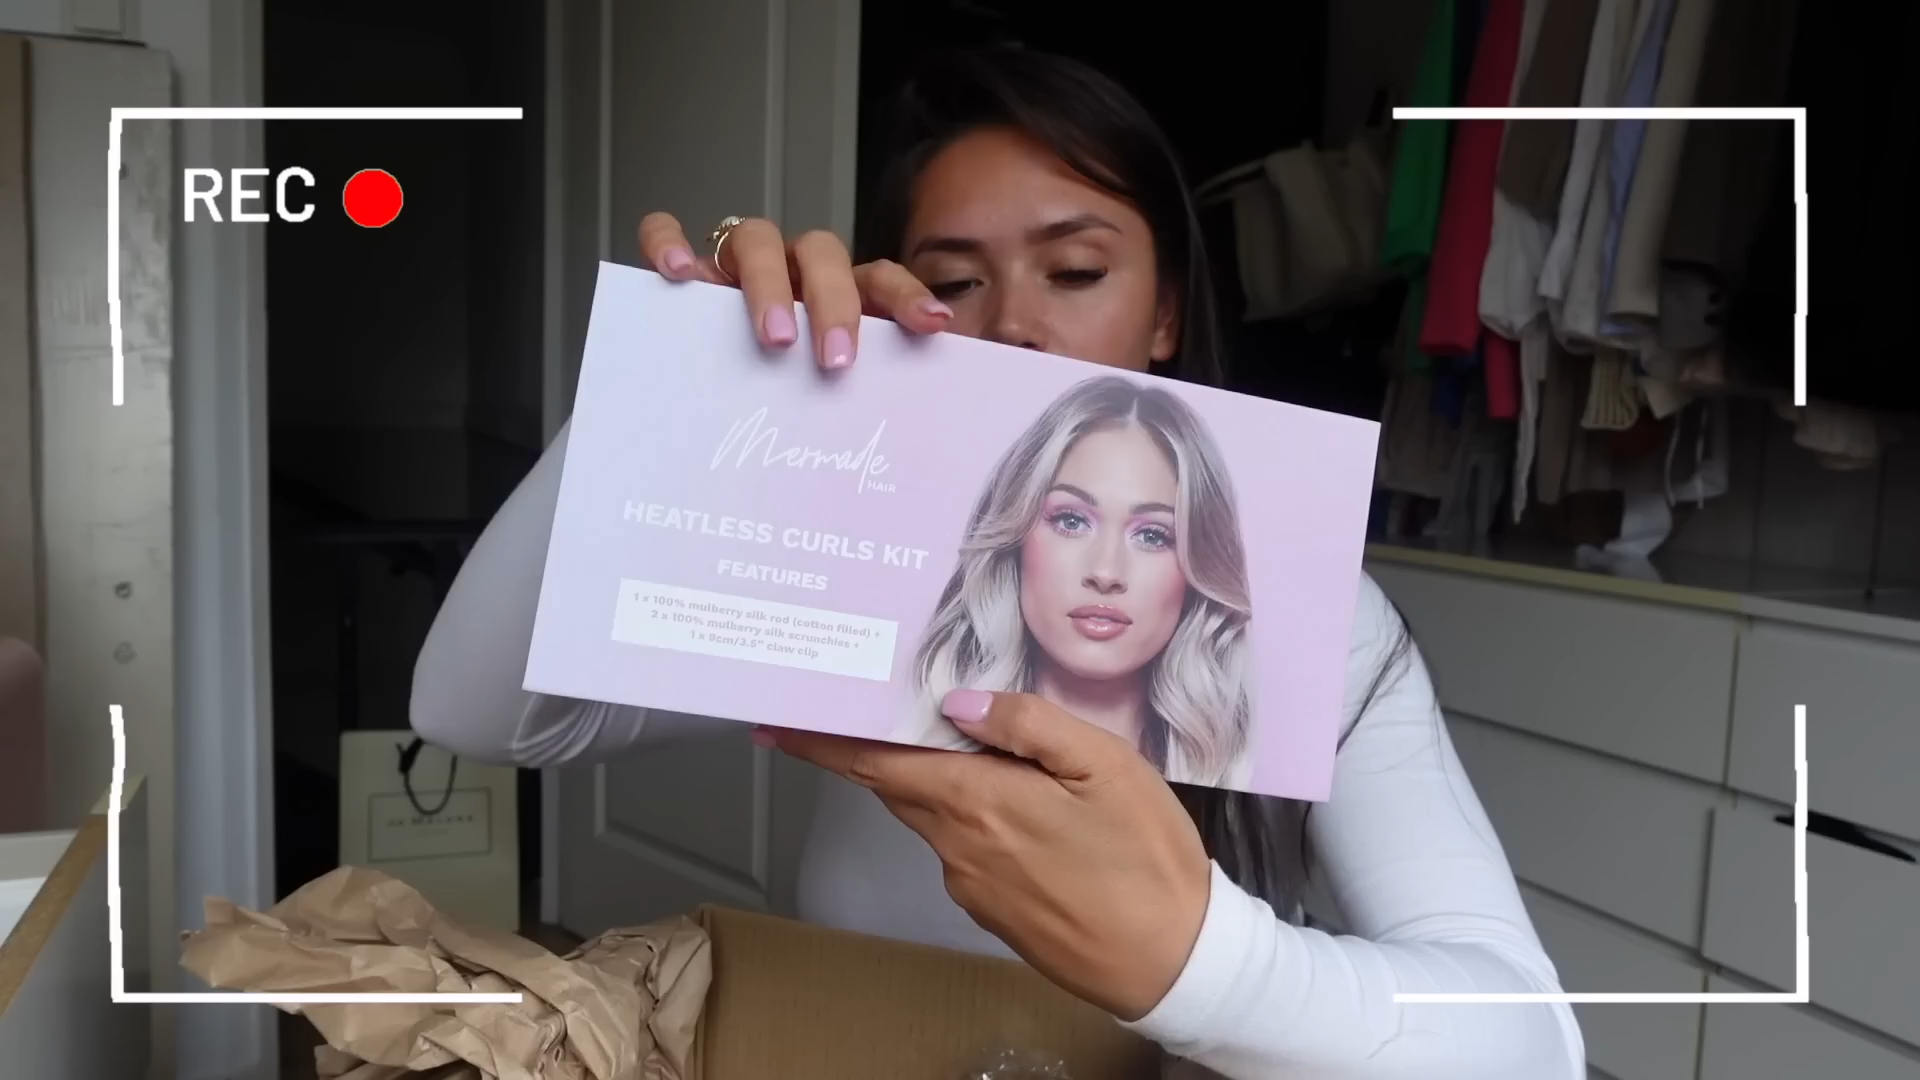 REC
Mermade
HAIR
HEATLESS CURLS KIT
FEATURES
1 x 100% mulberry silk rod (cotton filled) +
2 x 100% mulberry silk scrunchies +
1 x 9cm/3.5" claw clip